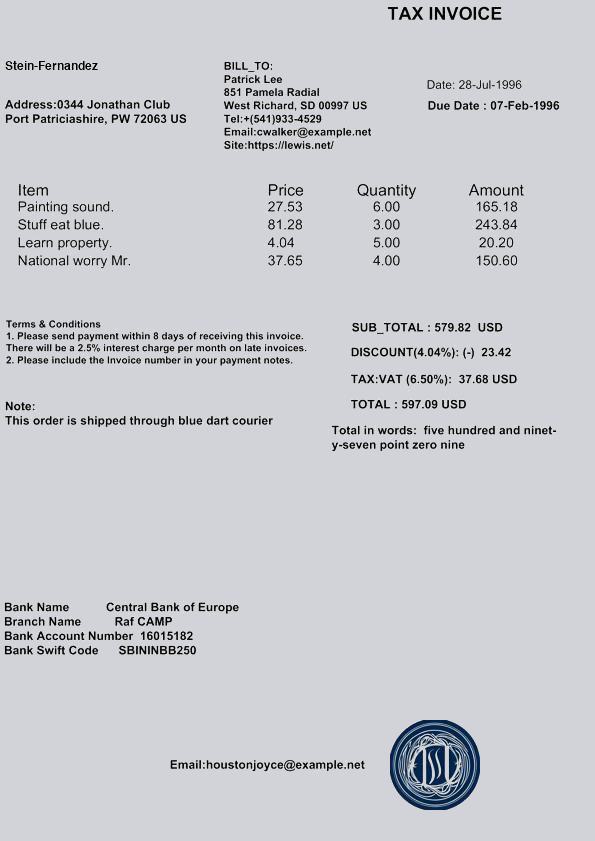 TAX INVOICE
Stein-Fernandez
Address:0344 Jonathan Club
Port Patriciashire, PW 72063 US
BILL_TO:
Patrick Lee
851 Pamela Radial
West Richard, SD 00997 US
Tel:+(541)933-4529
Email:cwalker@example.net
Site:https://lewis.net/
Date: 28-Jul-1996
Due Date : 07-Feb-1996
Item Price Quantity Amount
Painting sound. 27.53 6.00 165.18
Stuff eat blue. 81.28 3.00 243.84
Learn property. 4.04 5.00 20.20
National worry Mr. 37.65 4.00 150.60
Terms & Conditions
1. Please send payment within 8 days of receiving this invoice.
There will be a 2.5% interest charge per month on late invoices.
2. Please include the Invoice number in your payment notes.
Note:
This order is shipped through blue dart courier
SUB_TOTAL : 579.82 USD
DISCOUNT(4.04%): (-) 23.42
TAX:VAT (6.50%): 37.68 USD
TOTAL : 597.09 USD
Total in words: five hundred and ninet-
y-seven point zero nine
Bank Name Central Bank of Europe
Branch Name Raf CAMP
Bank Account Number 16015182
Bank Swift Code SBININBB250
Email:houstonjoyce@example.net